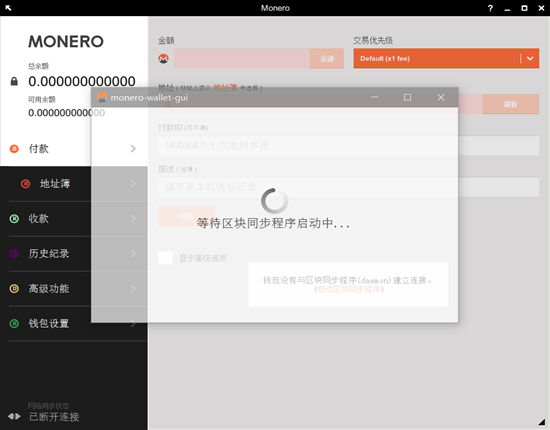 Monero
MONERO
总余额
0.000000000000
可用余额
0.000000000000
付款
地址簿
收款
历史纪录
高级功能
钱包设置
网络同步状态
已断开连接
金额
全部
交易优先级
Default (x1 fee)
地址
地址簿
解析
monero-wallet-gui
付款ID (可不填)
16或64个十六进制字符
描述 ( 选填 )
储存至本机钱包纪录
等待区块同步程序启动中...
显示高级选项
钱包没有与区块同步程序(daemon)建立连接。
(启动区块同步程序)